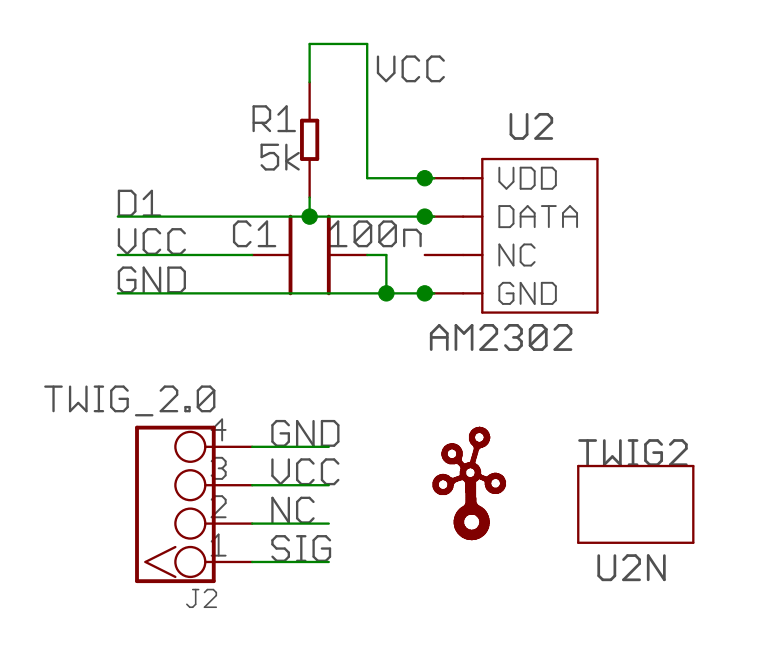 VCC
R1
5k
U2
VDD
D1
DATA
VCC
C1
100n
NC
GND
GND
AM2302
TWIG_2.0
4
GND
3
VCC
2
NC
1
SIG
J2
TWIG2
U2N